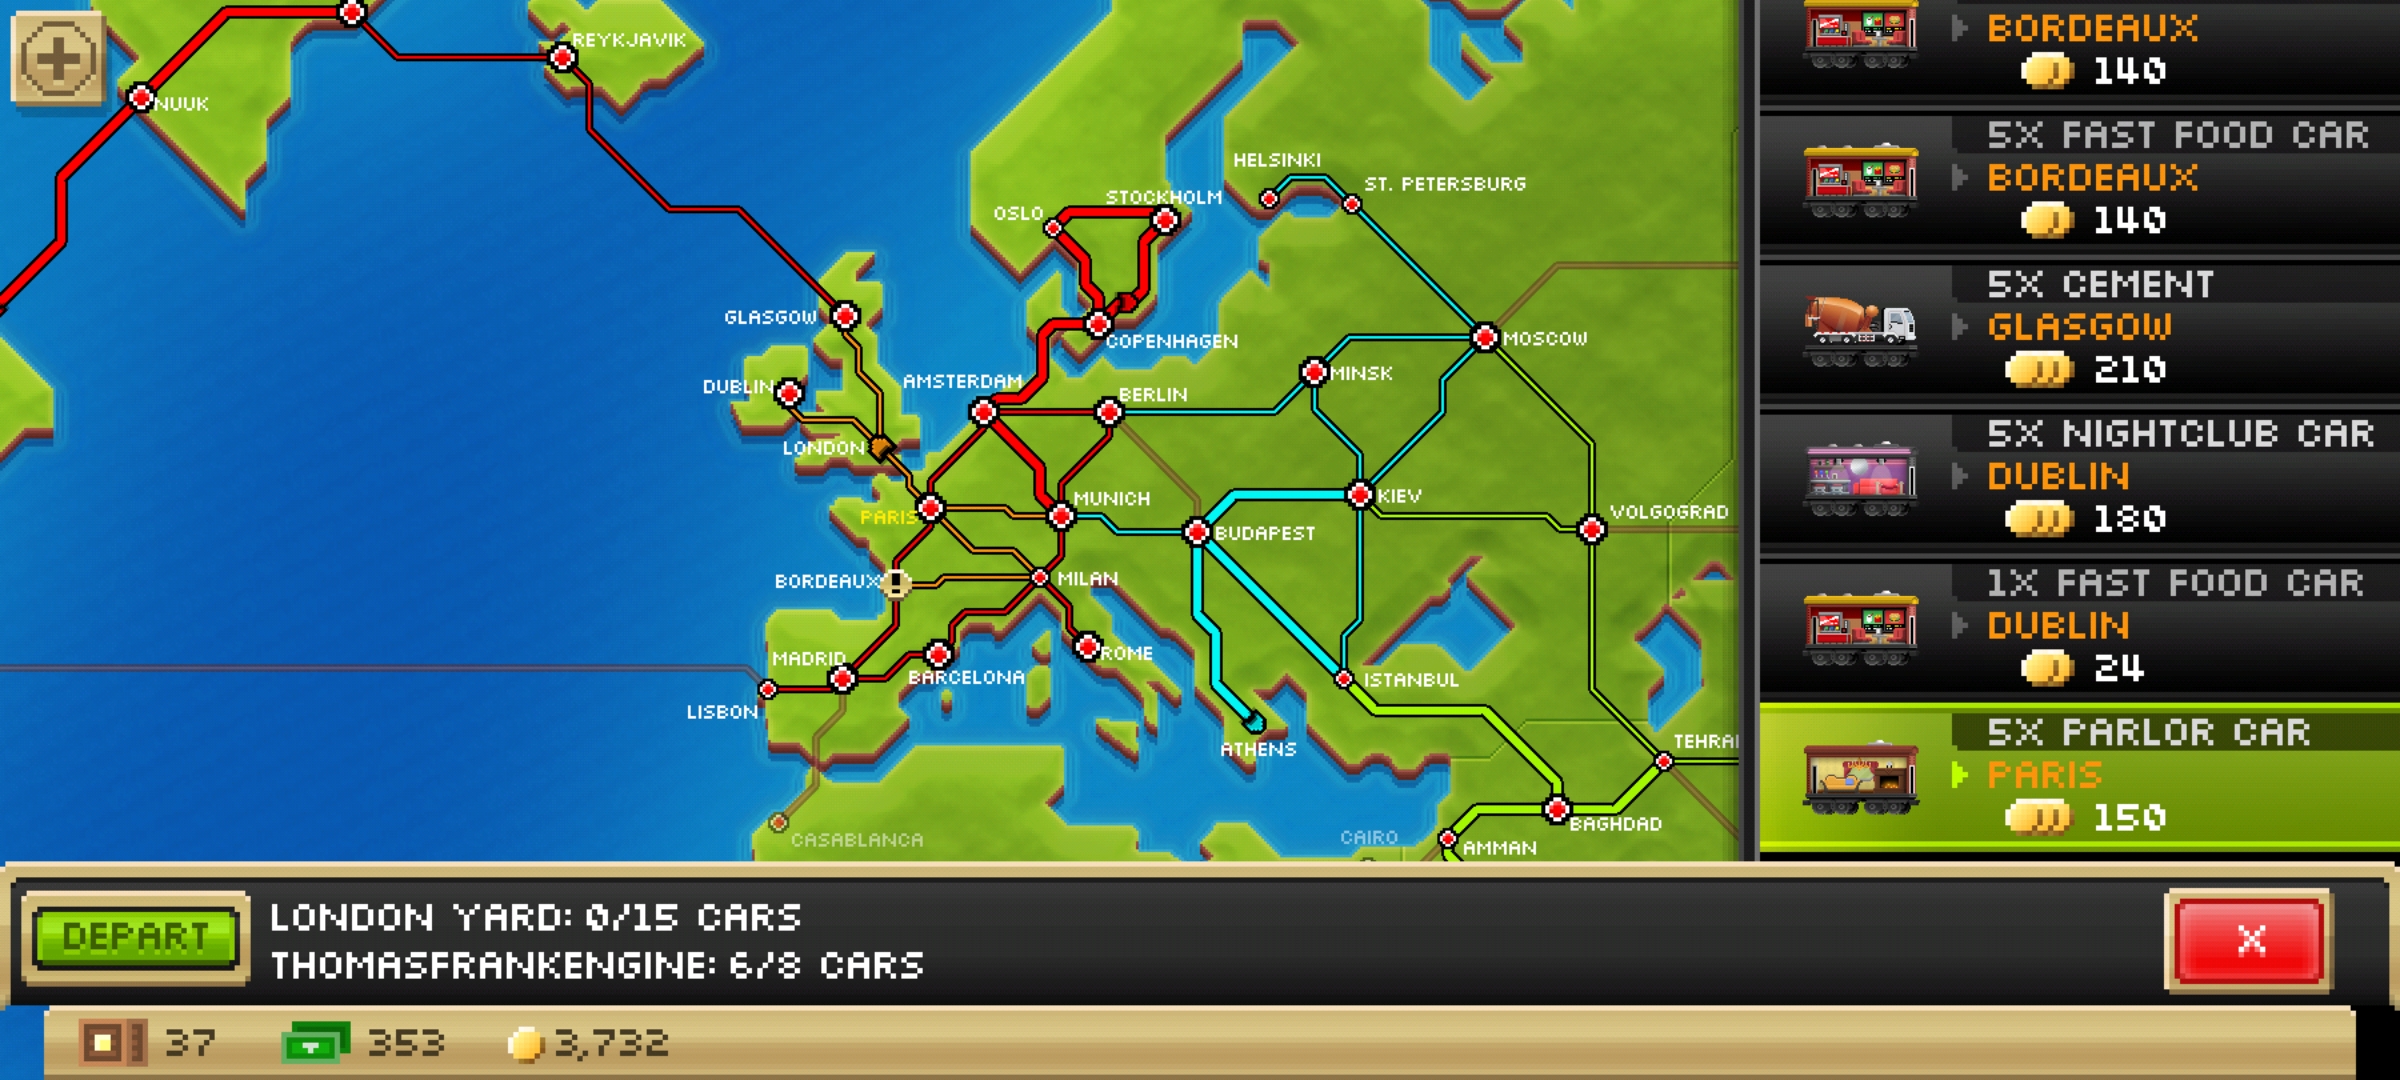 REYKJAVIK
NUUK
HELSINKI
ST. PETERSBURG
STOCKHOLM
OSLO
GLASGOW
COPENHAGEN
MOSCOW
AMSTERDAM
DUBLIN
BERLIN
MINSK
LONDON
MUNICH
KIEV
PARIS
VOLGOGRAD
BUDAPEST
BORDEAUX
MILAN
MADRID
ROME
BARCELONA
ISTANBUL
LISBON
ATHENS
TEHRA
CASABLANCA
CAIRO
BAGHDAD
AMMAN
BORDEAUX
140
5X FAST FOOD CAR
BORDEAUX
140
5X CEMENT
GLASGOW
210
5X NIGHTCLUB CAR
DUBLIN
180
1X FAST FOOD CAR
DUBLIN
24
5X PARLOR CAR
PARIS
150
DEPART
LONDON YARD: 0/15 CARS
THOMASFRANKENGINE: 6/8 CARS
X
37
353
3,732